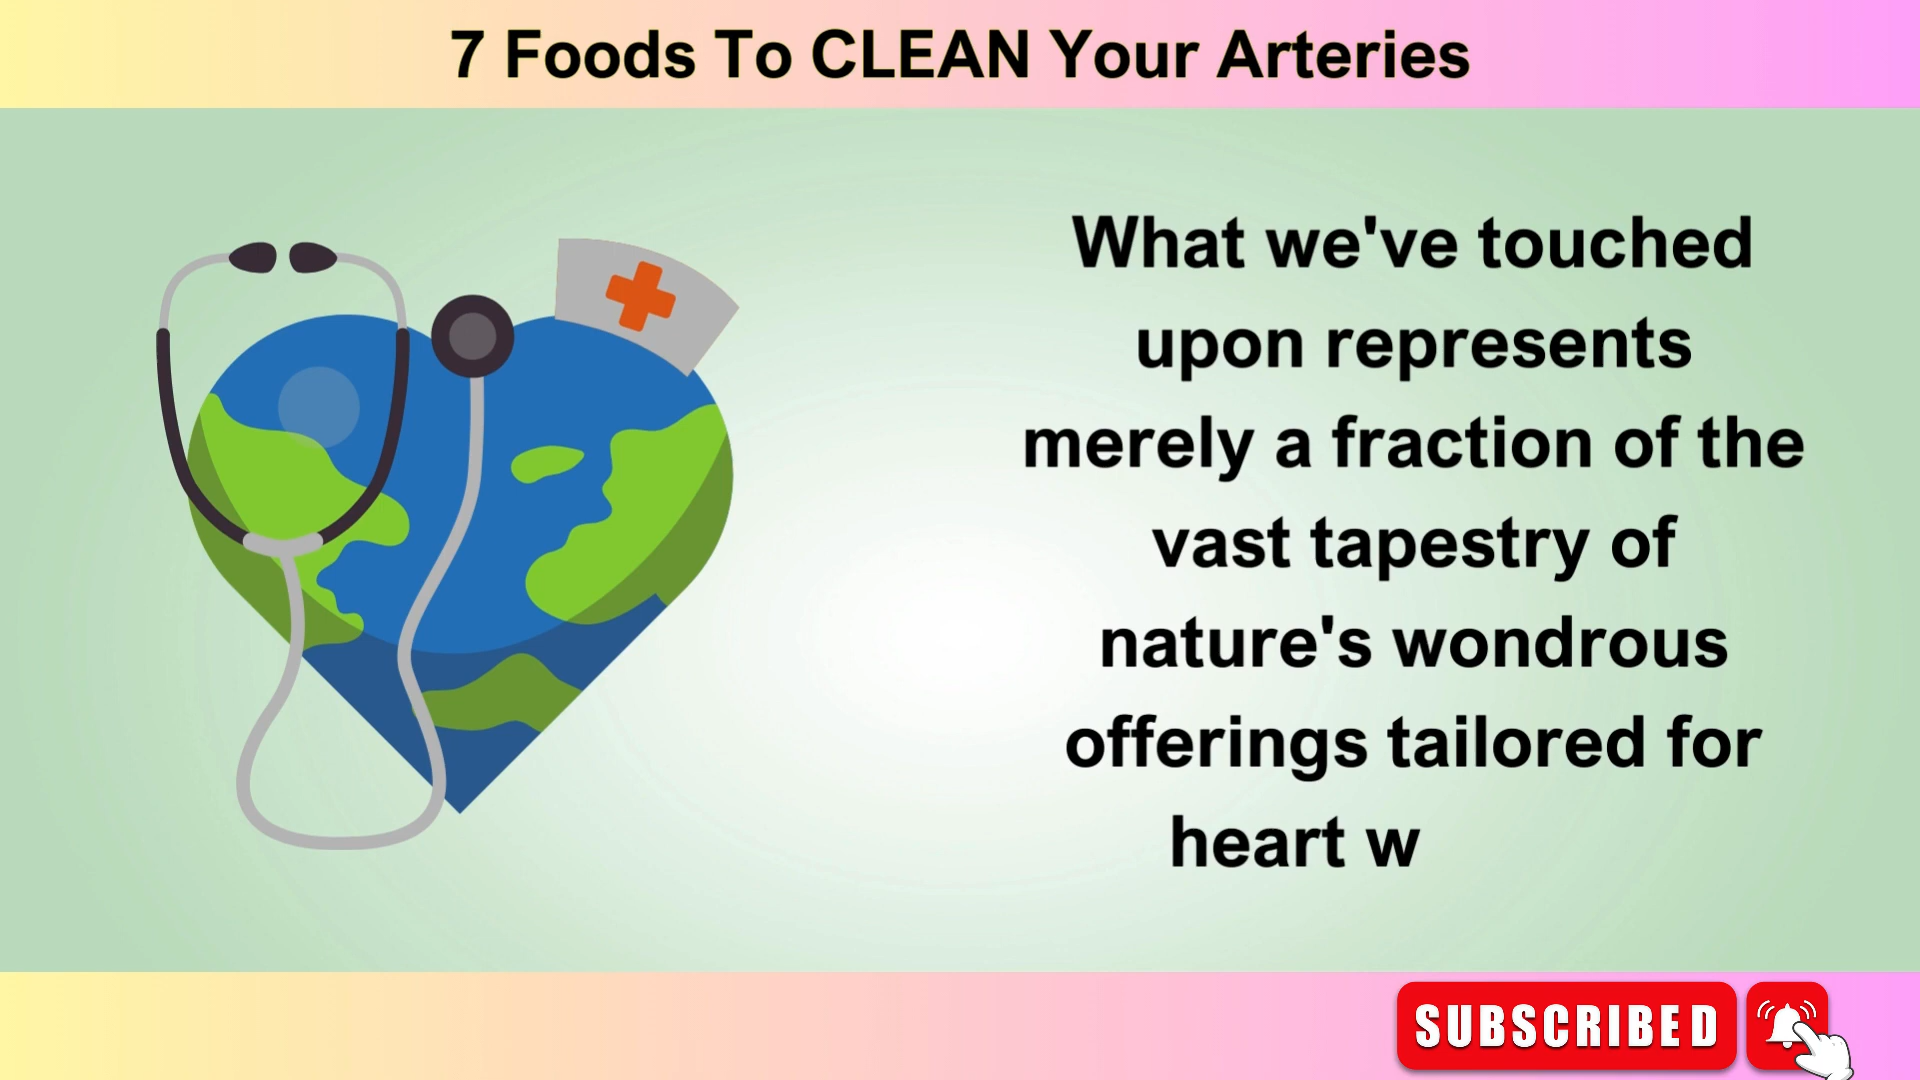 7 Foods To CLEAN Your Arteries
What we've touched
upon represents
merely a fraction of the
vast tapestry of
nature's wondrous
offerings tailored for
heart w
SUBSCRIBED